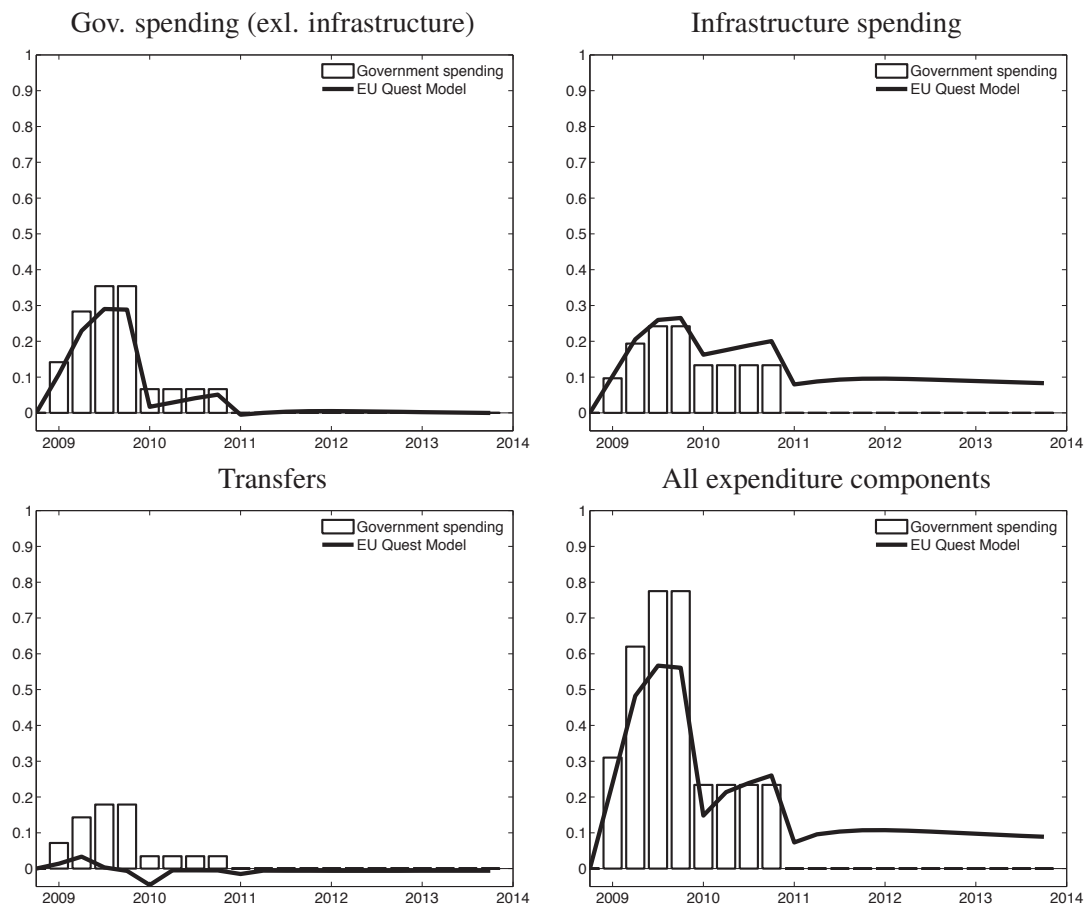 Gov. spending (exl. infrastructure)
1
0.9
0.8
0.7
0.6
0.5
0.4
0.3
0.2
0.1
0
Government spending
EU Quest Model
2009 2010 2011 2012 2013 2014
Infrastructure spending
1
0.9
0.8
0.7
0.6
0.5
0.4
0.3
0.2
0.1
0
Government spending
EU Quest Model
2009 2010 2011 2012 2013 2014
Transfers
1
0.9
0.8
0.7
0.6
0.5
0.4
0.3
0.2
0.1
0
Government spending
EU Quest Model
2009 2010 2011 2012 2013 2014
All expenditure components
1
0.9
0.8
0.7
0.6
0.5
0.4
0.3
0.2
0.1
0
Government spending
EU Quest Model
2009 2010 2011 2012 2013 2014